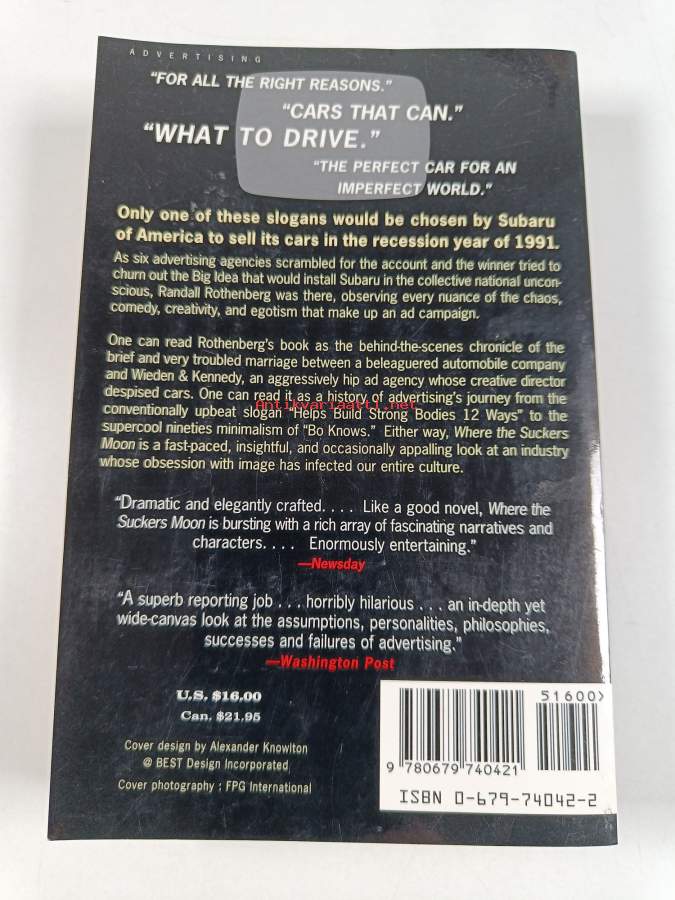 ADVERTISING
"FOR ALL THE RIGHT REASONS."
"CARS THAT CAN."
"WHAT TO DRIVE."
"THE PERFECT CAR FOR AN
IMPERFECT WORLD."
Only one of these slogans would be chosen by Subaru
of America to sell its cars in the recession year of 1991.
As six advertising agencies scrambled for the account and the winner tried to
churn out the Big Idea that would install Subaru in the collective national uncon-
scious, Randall Rothenberg was there, observing every nuance of the chaos,
comedy, creativity, and egotism that make up an ad campaign.
One can read Rothenberg's book as the behind-the-scenes chronicle of the
brief and very troubled marriage between a beleaguered automobile company
and Wieden & Kennedy, an aggressively hip ad agency whose creative director
despised cars. One can read it as a history of advertising's journey from the
Antikvariaatti.net
conventionally upbeat slogan "Helps Build Strong Bodies 12 Ways" to the
supercool nineties minimalism of "Bo Knows." Either way, Where the Suckers
Moon is a fast-paced, insightful, and occasionally appalling look at an industry
whose obsession with image has infected our entire culture.
"Dramatic and elegantly crafted. . . . Like a good novel, Where the
Suckers Moon is bursting with a rich array of fascinating narratives and
characters. . . . Enormously entertaining."
—Newsday
"A superb reporting job . . . horribly hilarious . . . an in-depth yet
wide-canvas look at the assumptions, personalities, philosophies,
successes and failures of advertising."
—Washington Post
U.S. $16.00
Can. $21.95
Cover design by Alexander Knowlton
@ BEST Design Incorporated
Cover photography : FPG International
51600>
9 780679 740421
ISBN 0-679-74042-2